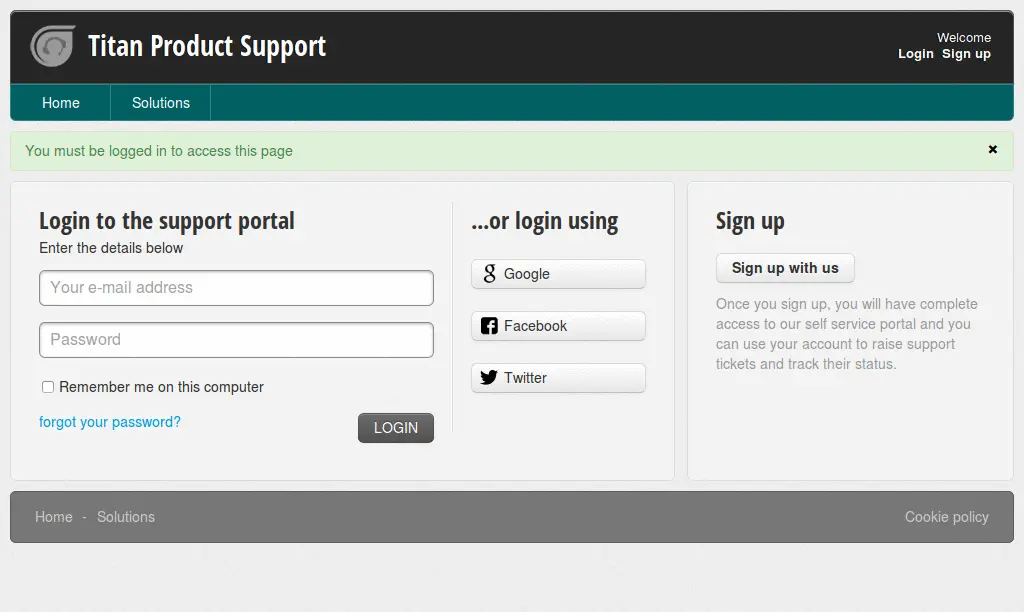 Titan Product Support
Welcome
Login Sign up
Home
Solutions
You must be logged in to access this page
×
Login to the support portal
Enter the details below
Your e-mail address
Password
Remember me on this computer
forgot your password?
LOGIN
...or login using
Google
Facebook
Twitter
Sign up
Sign up with us
Once you sign up, you will have complete
access to our self service portal and you
can use your account to raise support
tickets and track their status.
Home - Solutions
Cookie policy